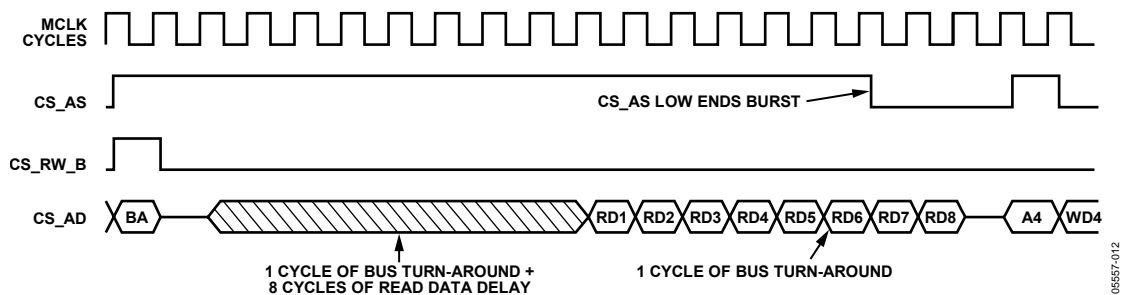 MCLK
CYCLES
CS_AS
CS_AS LOW ENDS BURST
CS_RW_B
CS_AD
BA
RD1
RD2
RD3
RD4
RD5
RD6
RD7
RD8
A4
WD4
1 CYCLE OF BUS TURN-AROUND +
8 CYCLES OF READ DATA DELAY
1 CYCLE OF BUS TURN-AROUND
05557-012